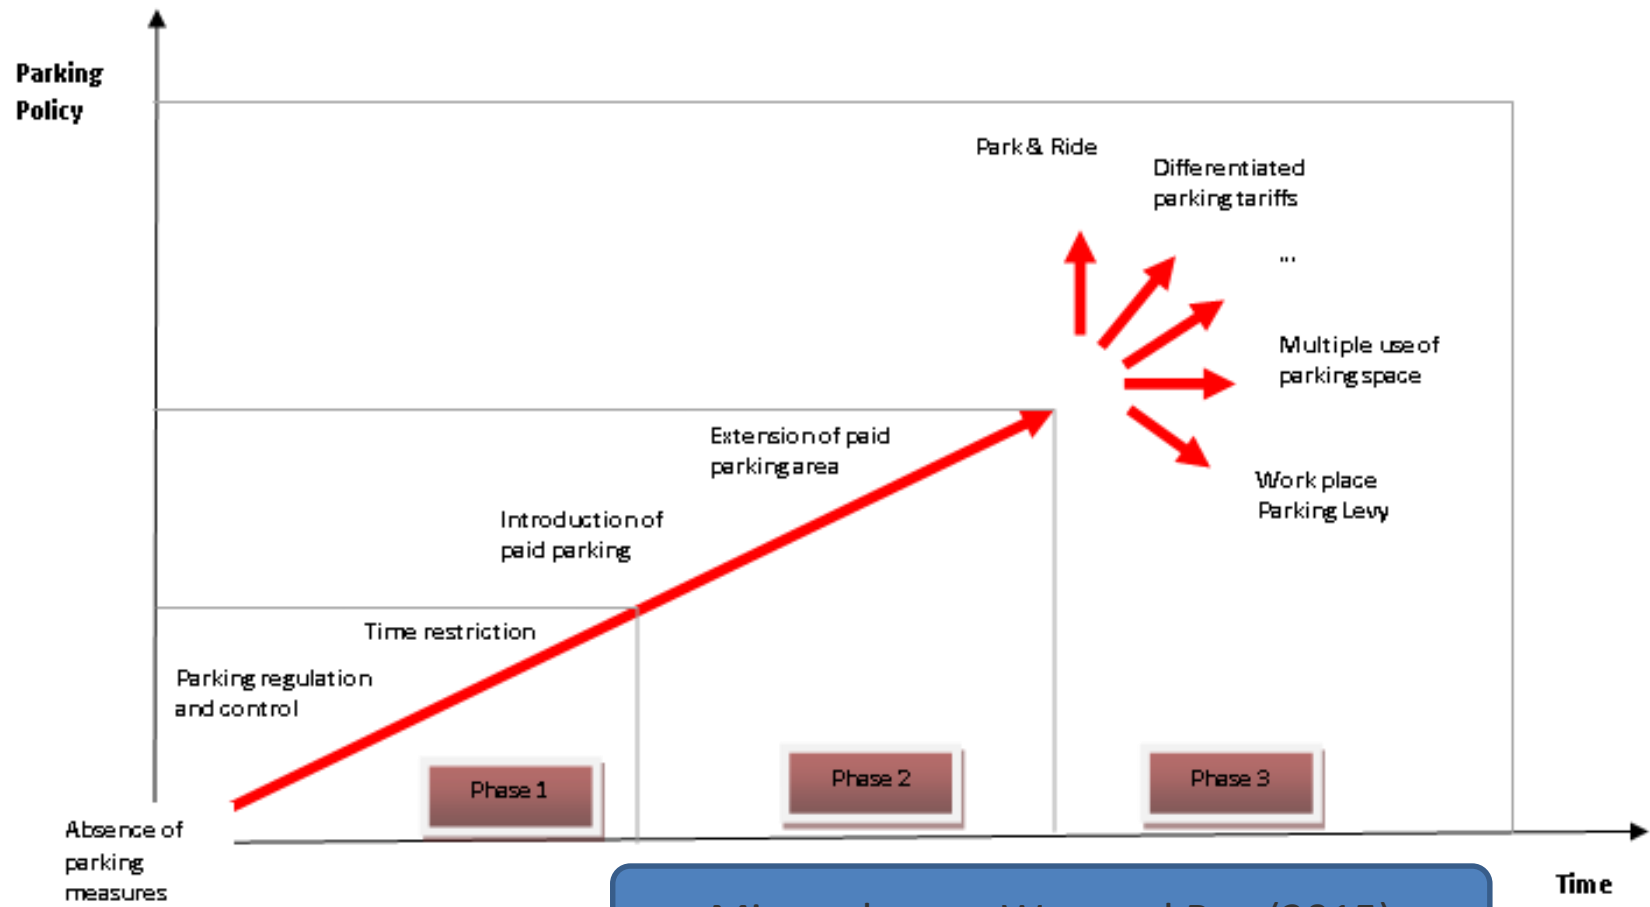 Parking
Policy
Park & Ride
Differentiated
parking tariffs
...
Multiple use of
parking space
Work place
Parking Levy
Extension of paid
parking area
Introduction of
paid parking
Time restriction
Parking regulation
and control
Phase 1
Phase 2
Phase 3
Absence of
parking
measures
Time